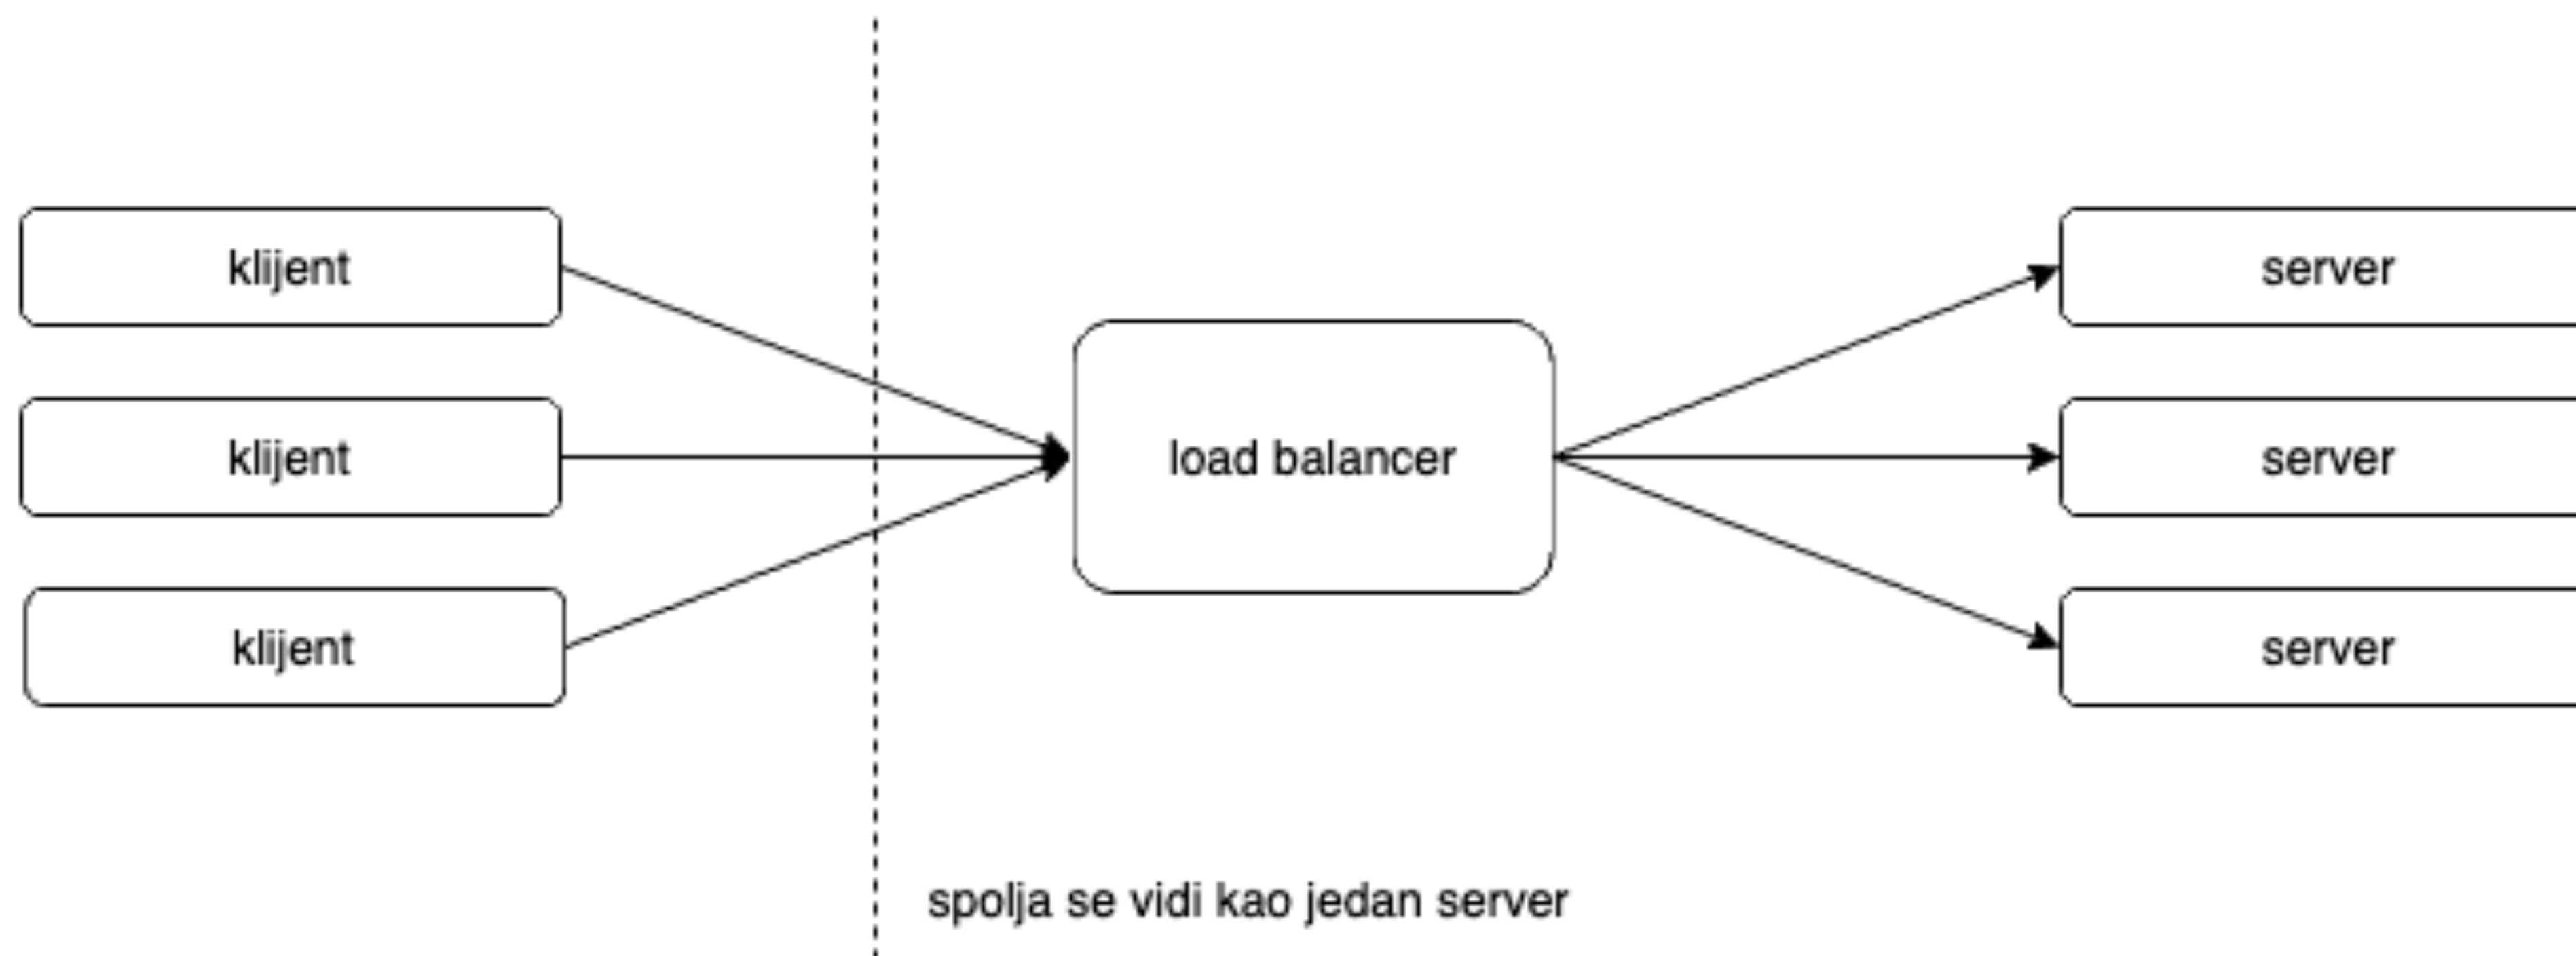 klijent
server
klijent
load balancer
server
klijent
server
spolja se vidi kao jedan server